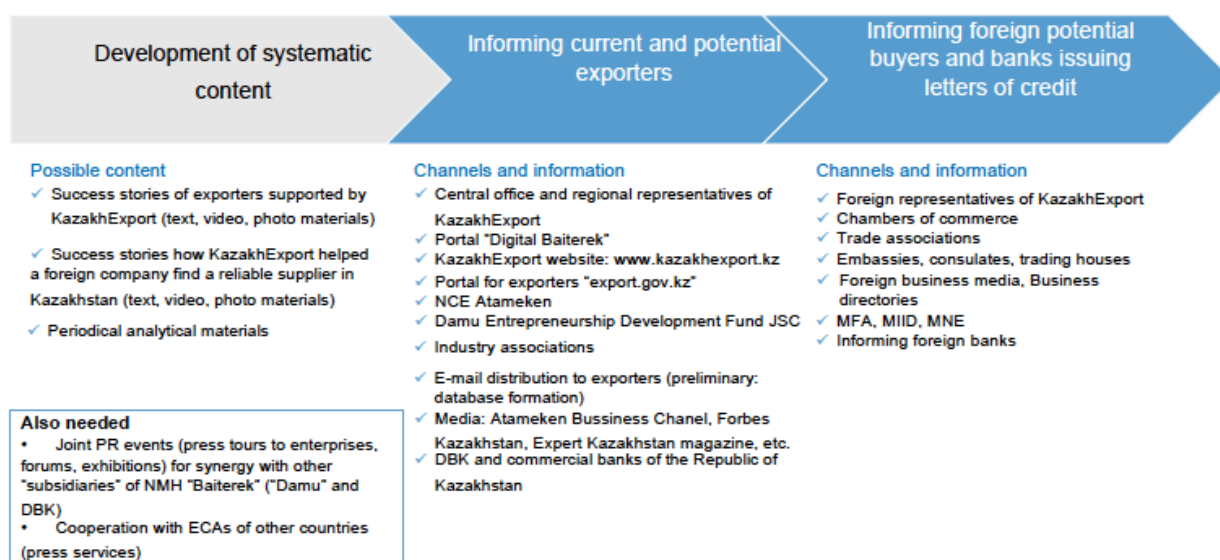 Development of systematic
content
Informing current and potential
exporters
Informing foreign potential
buyers and banks issuing
letters of credit
Possible content
✓ Success stories of exporters supported by
KazakhExport (text, video, photo materials)
✓ Success stories how KazakhExport helped
a foreign company find a reliable supplier in
Kazakhstan (text, video, photo materials)
✓ Periodical analytical materials
Also needed
• Joint PR events (press tours to enterprises,
forums, exhibitions) for synergy with other
"subsidiaries" of NMH "Baiterek" ("Damu" and
DBK)
• Cooperation with ECAs of other countries
(press services)
Channels and information
✓ Central office and regional representatives of
KazakhExport
✓ Portal "Digital Baiterek"
✓ KazakhExport website: www.kazakhexport.kz
✓ Portal for exporters "export.gov.kz"
✓ NCE Atameken
✓ Damu Entrepreneurship Development Fund JSC
✓ Industry associations
✓ E-mail distribution to exporters (preliminary:
database formation)
✓ Media: Atameken Bussiness Chanel, Forbes
Kazakhstan, Expert Kazakhstan magazine, etc.
✓ DBK and commercial banks of the Republic of
Kazakhstan
Channels and information
✓ Foreign representatives of KazakhExport
✓ Chambers of commerce
✓ Trade associations
✓ Embassies, consulates, trading houses
✓ Foreign business media, Business
directories
✓ MFA, MIID, MNE
✓ Informing foreign banks